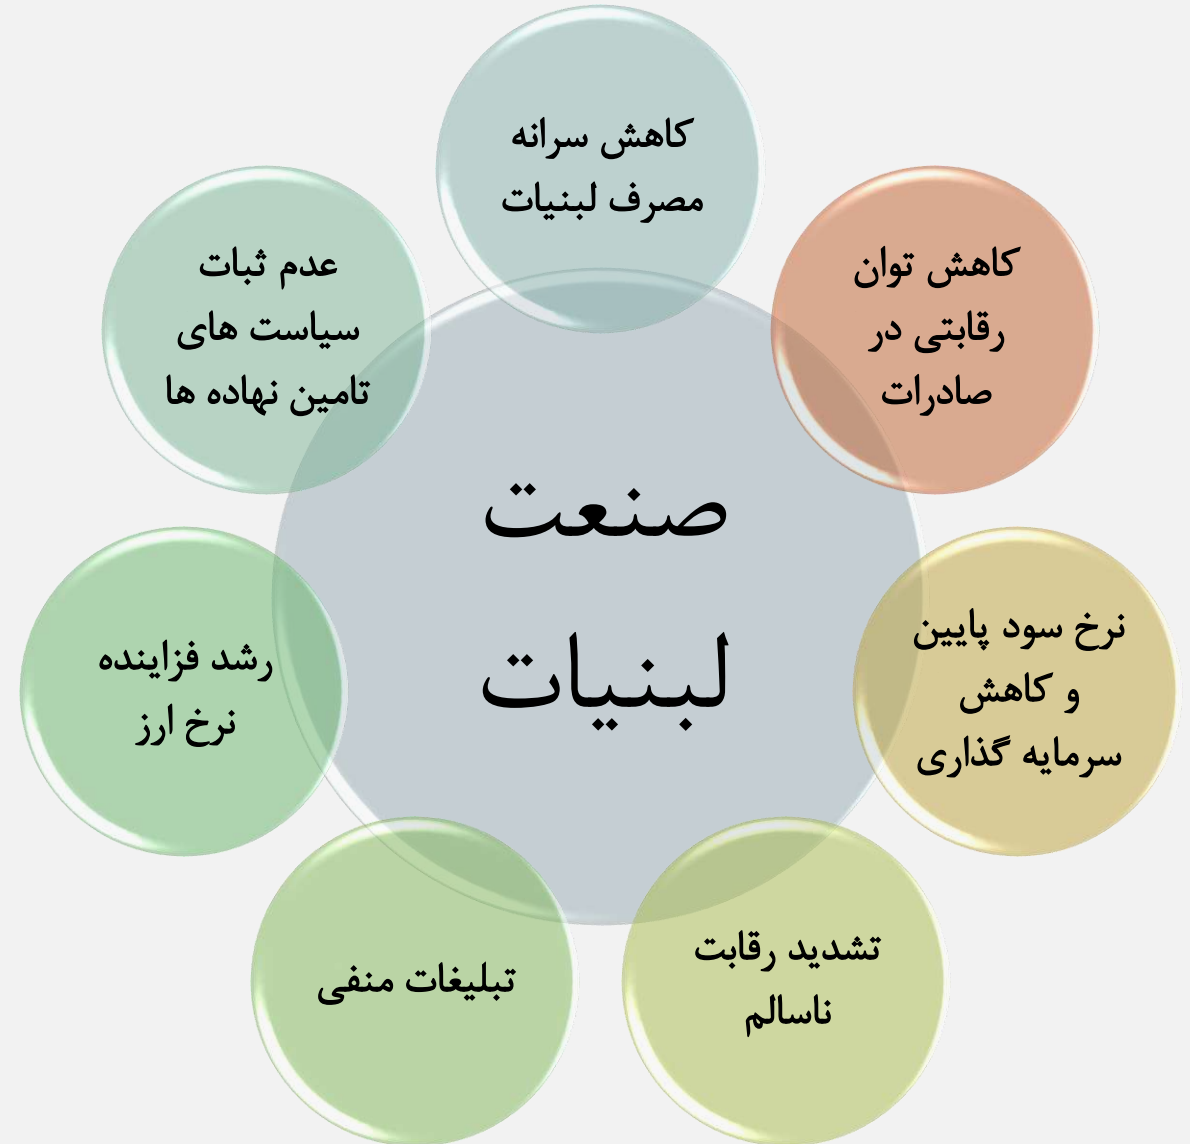 کاهش سرانه
مصرف لبنیات
کاهش توان
رقابتی در
صادرات
نرخ سود پایین
و کاهش
سرمایه گذاری
تشدید رقابت
ناسالم
تبلیغات منفی
رشد فزاینده
نرخ ارز
عدم ثبات
سیاست های
تامین نهاده ها
صنعت
لبنیات